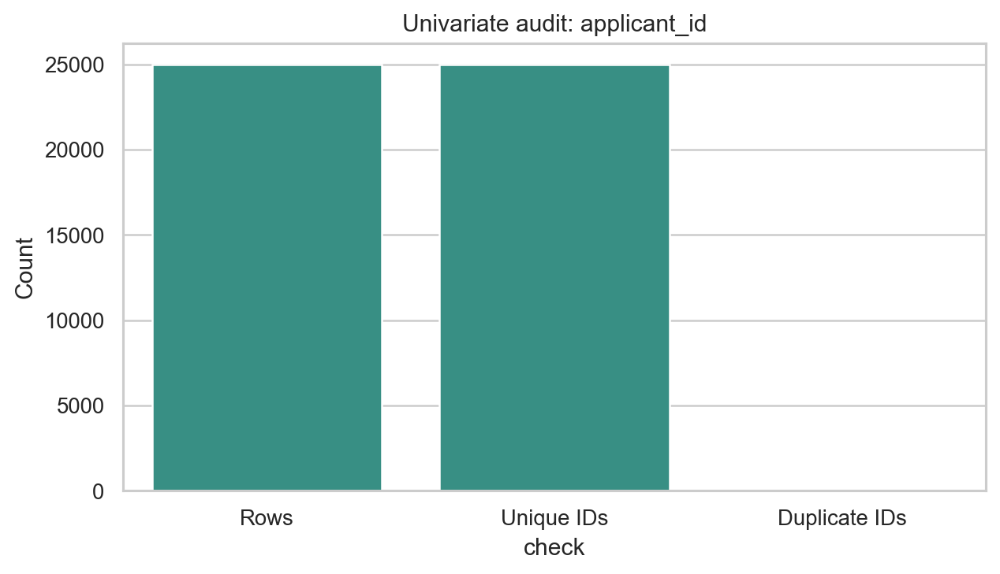 Univariate audit: applicant_id
25000
20000
15000
10000
5000
0
Count
Rows
Unique IDs
Duplicate IDs
check